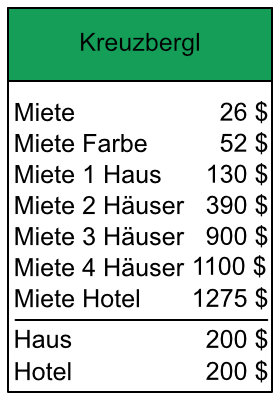 Kreuzbergl
Miete 26 $
Miete Farbe 52 $
Miete 1 Haus 130 $
Miete 2 Häuser 390 $
Miete 3 Häuser 900 $
Miete 4 Häuser 1100 $
Miete Hotel 1275 $
Haus 200 $
Hotel 200 $